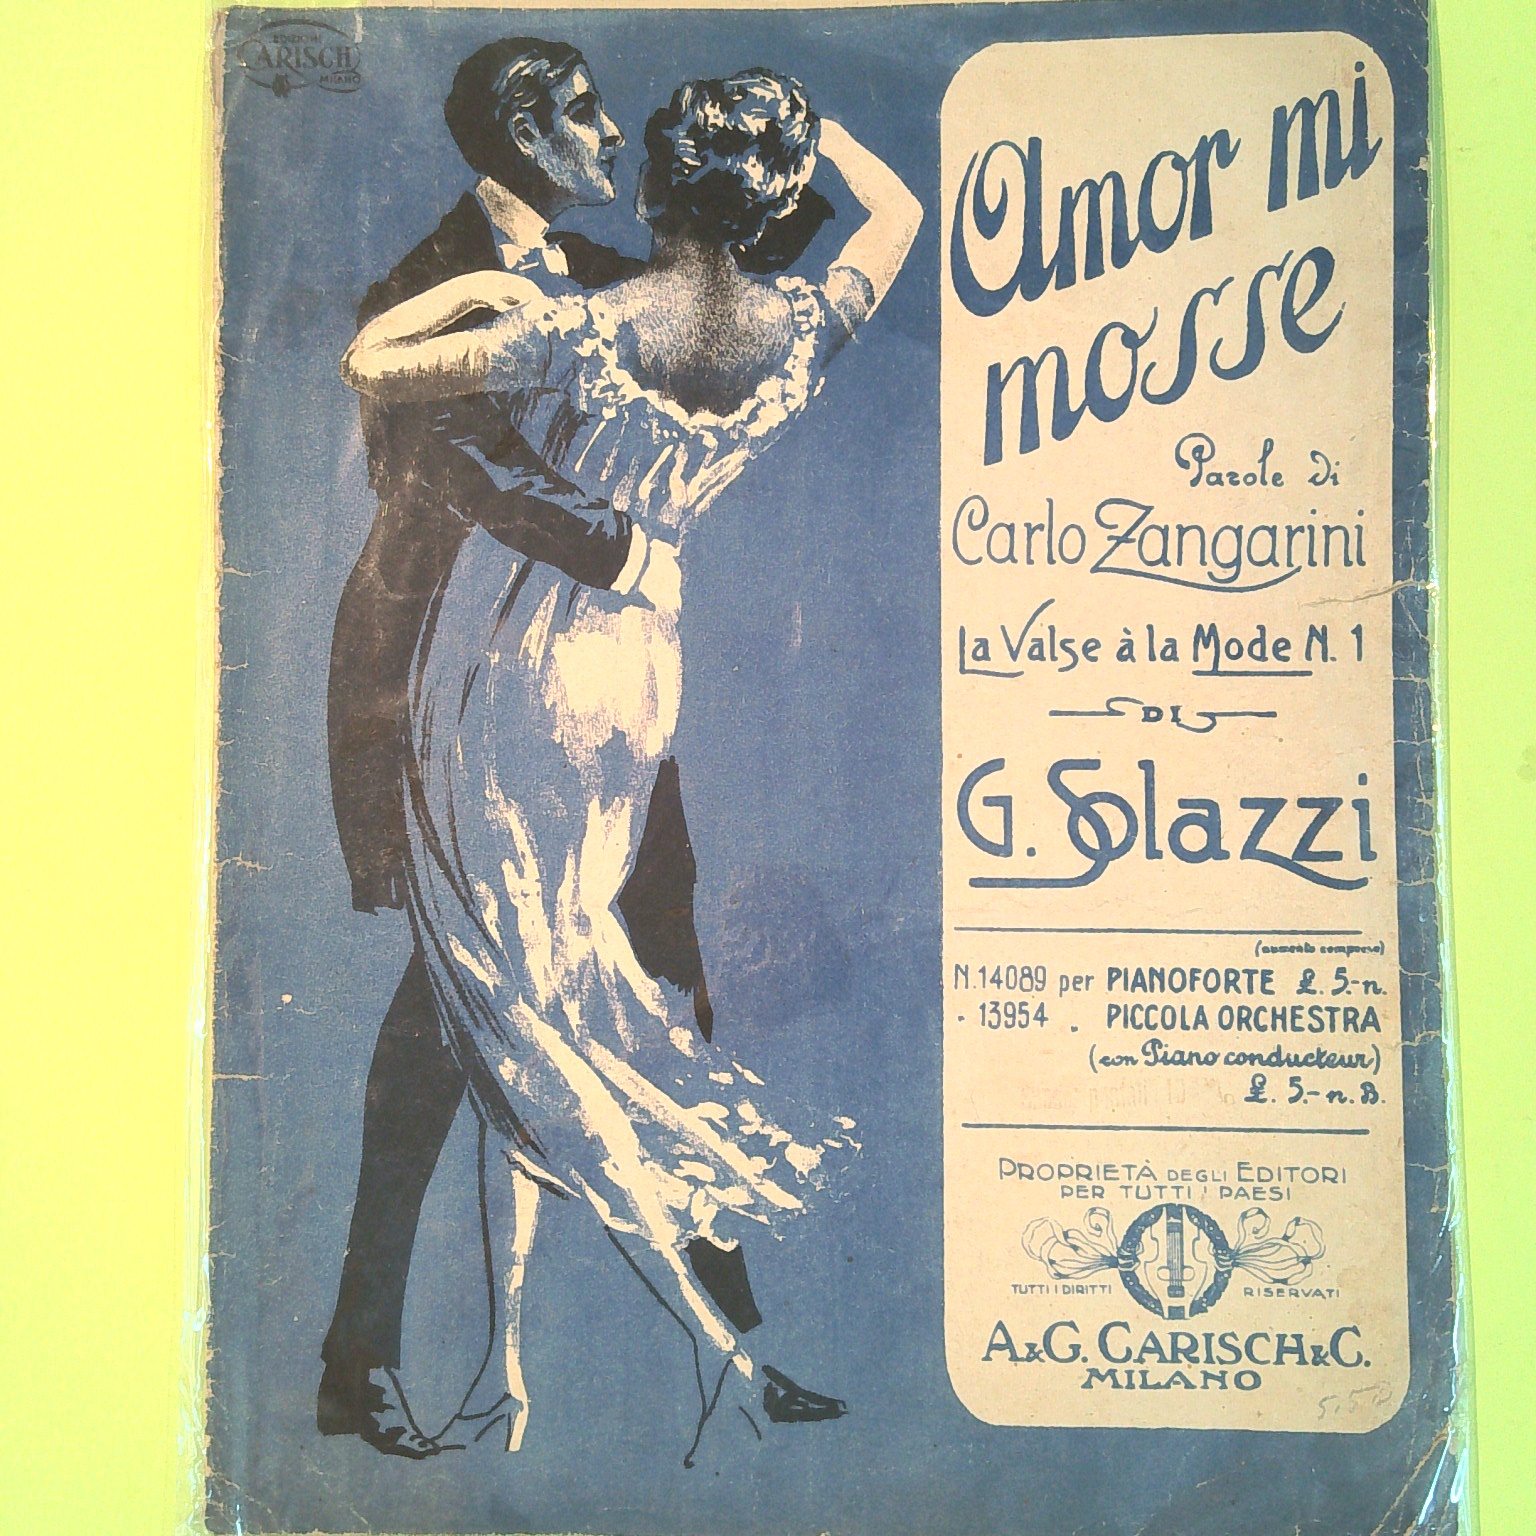 EDIZIONI
CARISCH
MILANO
Amor mi
mosse
Parole di
Carlo Zangarini
La Valse à la Mode N. 1
DI
G. Solazzi
(aumento compreso)
N. 14089 per PIANOFORTE £. 5.- n.
" 13954 " PICCOLA ORCHESTRA
(con Piano conducteur)
£. 5.- n. B.
PROPRIETÀ DEGLI EDITORI
PER TUTTI I PAESI
TUTTI I DIRITTI RISERVATI
A.&G. CARISCH & C.
MILANO